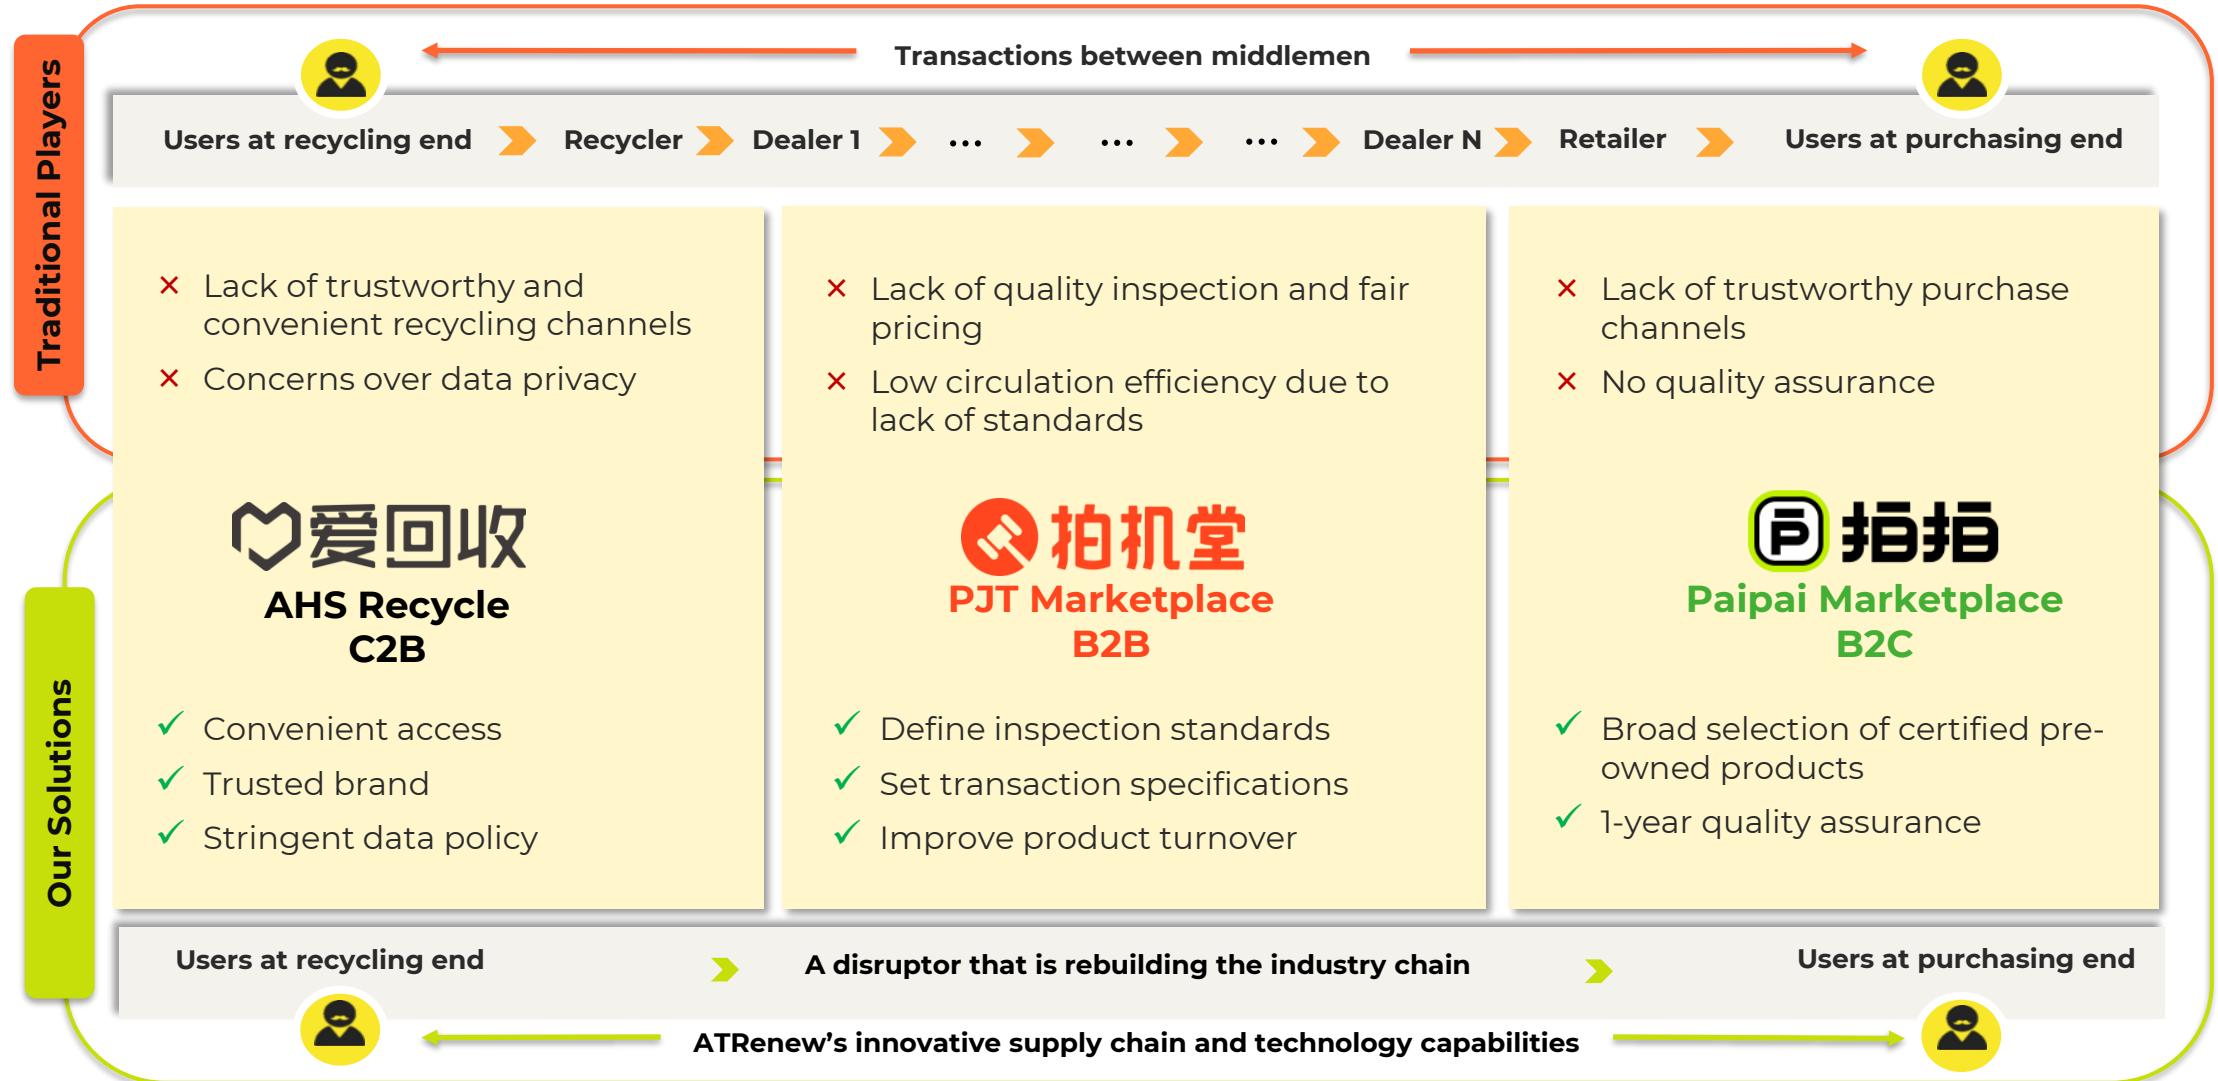 Traditional Players
Transactions between middlemen
Users at recycling end Recycler Dealer 1 ... ... ... Dealer N Retailer Users at purchasing end
Lack of trustworthy and
convenient recycling channels
Concerns over data privacy
Lack of quality inspection and fair
pricing
Low circulation efficiency due to
lack of standards
Lack of trustworthy purchase
channels
No quality assurance
Our Solutions
爱回收
AHS Recycle
C2B
Convenient access
Trusted brand
Stringent data policy
拍机堂
PJT Marketplace
B2B
Define inspection standards
Set transaction specifications
Improve product turnover
P 拍拍
Paipai Marketplace
B2C
Broad selection of certified pre-
owned products
1-year quality assurance
Users at recycling end A disruptor that is rebuilding the industry chain Users at purchasing end
ATRenew’s innovative supply chain and technology capabilities